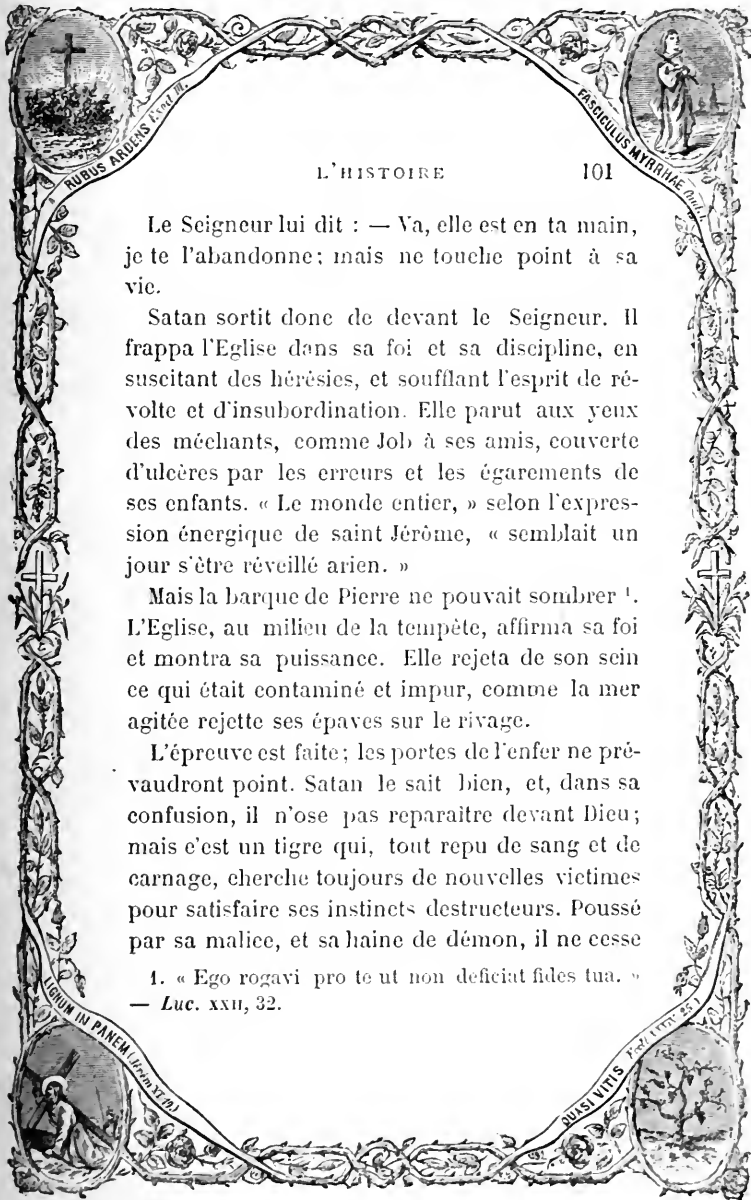 RUBUS ARDENS
FASCICULUS MYRRHAE
L'HISTOIRE 101
Le Seigneur lui dit : — Va, elle est en ta main,
je te l'abandonne; mais ne touche point à sa
vie.
Satan sortit donc de devant le Seigneur. Il
frappa l'Eglise dans sa foi et sa discipline, en
suscitant des hérésies, et soufflant l'esprit de ré-
volte et d'insubordination. Elle parut aux yeux
des méchants, comme Job à ses amis, couverte
d'ulcères par les erreurs et les égarements de
ses enfants. « Le monde entier, » selon l'expres-
sion énergique de saint Jérôme, « semblait un
jour s'être réveillé arien. »
Mais la barque de Pierre ne pouvait sombrer ¹.
L'Eglise, au milieu de la tempête, affirma sa foi
et montra sa puissance. Elle rejeta de son sein
ce qui était contaminé et impur, comme la mer
agitée rejette ses épaves sur le rivage.
L'épreuve est faite; les portes de l'enfer ne pré-
vaudront point. Satan le sait bien, et, dans sa
confusion, il n'ose pas reparaître devant Dieu;
mais c'est un tigre qui, tout repu de sang et de
carnage, cherche toujours de nouvelles victimes
pour satisfaire ses instincts destructeurs. Poussé
par sa malice, et sa haine de démon, il ne cesse
1. « Ego rogavi pro te ut non deficiat fides tua. »
— Luc. XXII, 32.
LIGNUM IN PANEM
QUASI VITIS